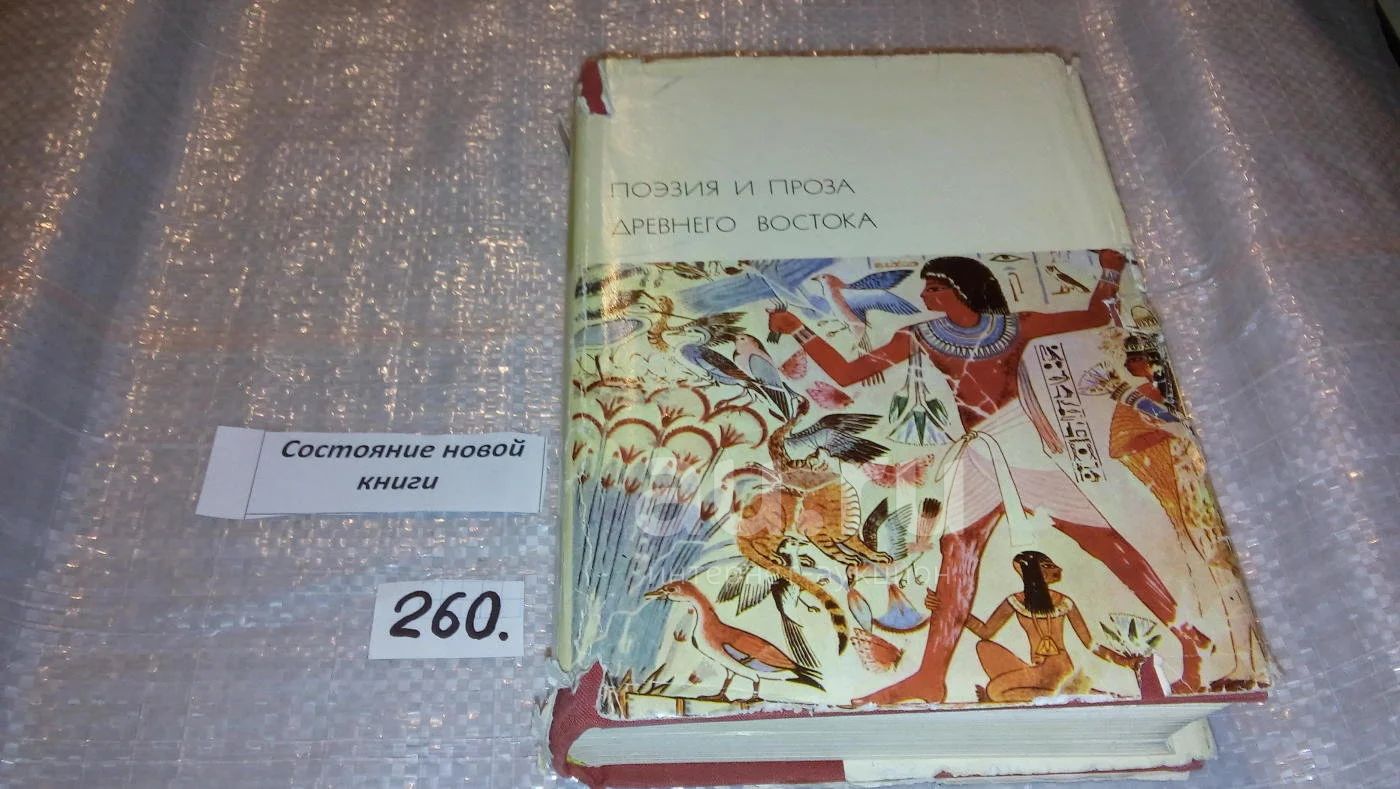 ПОЭЗИЯ И ПРОЗА
ДРЕВНЕГО ВОСТОКА
Состояние новой
книги
260.